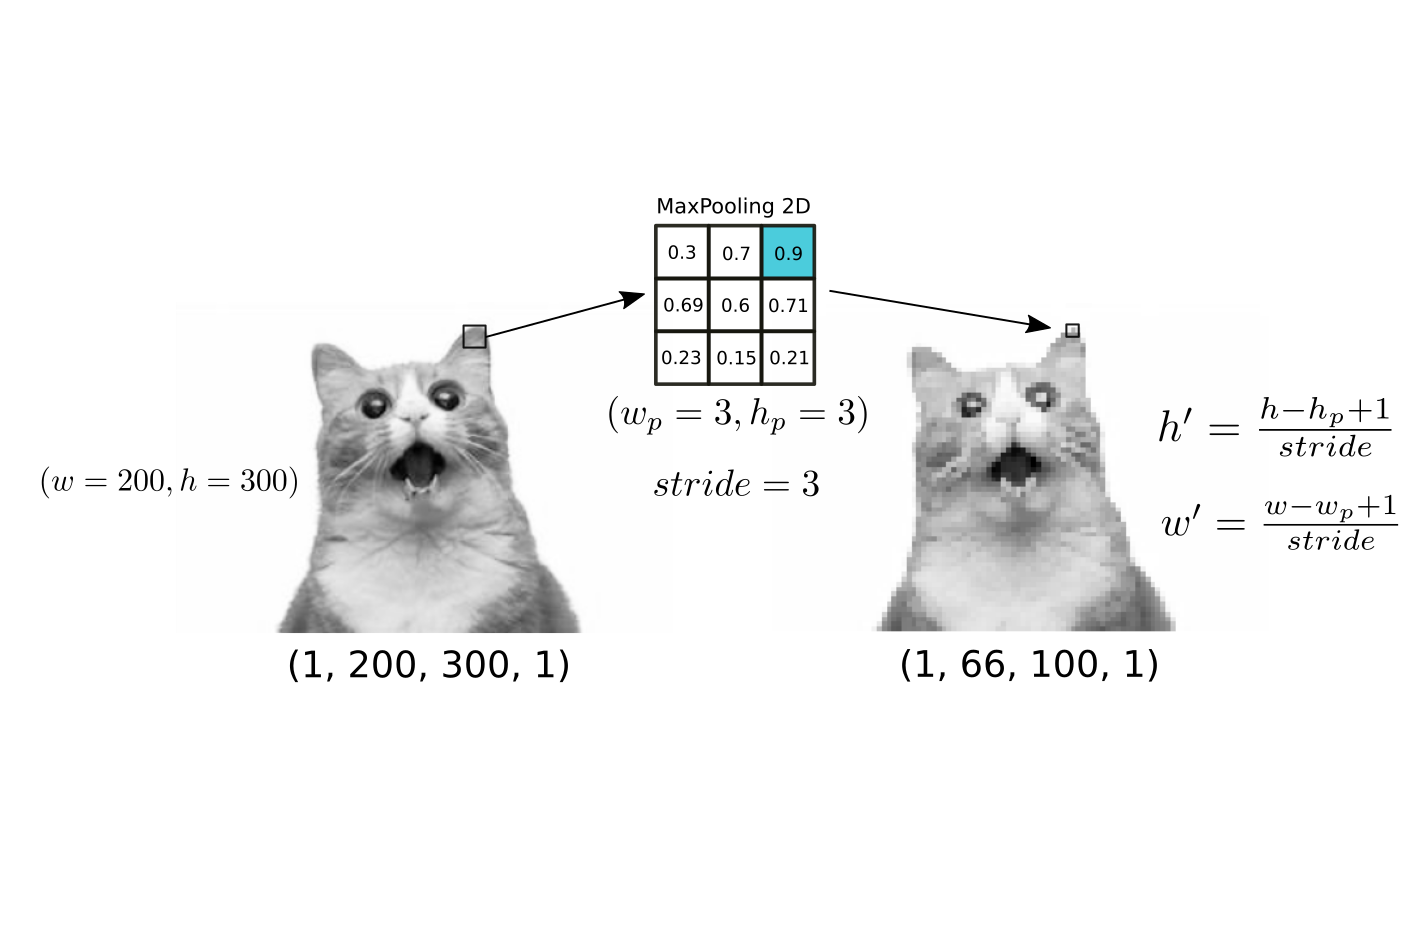 MaxPooling 2D
0.3 0.7 0.9
0.69 0.6 0.71
0.23 0.15 0.21
(w_p = 3, h_p = 3)
stride = 3
(w = 200, h = 300)
h′ = \frac{h-h_p+1}{stride}
w′ = \frac{w-w_p+1}{stride}
(1, 200, 300, 1)
(1, 66, 100, 1)